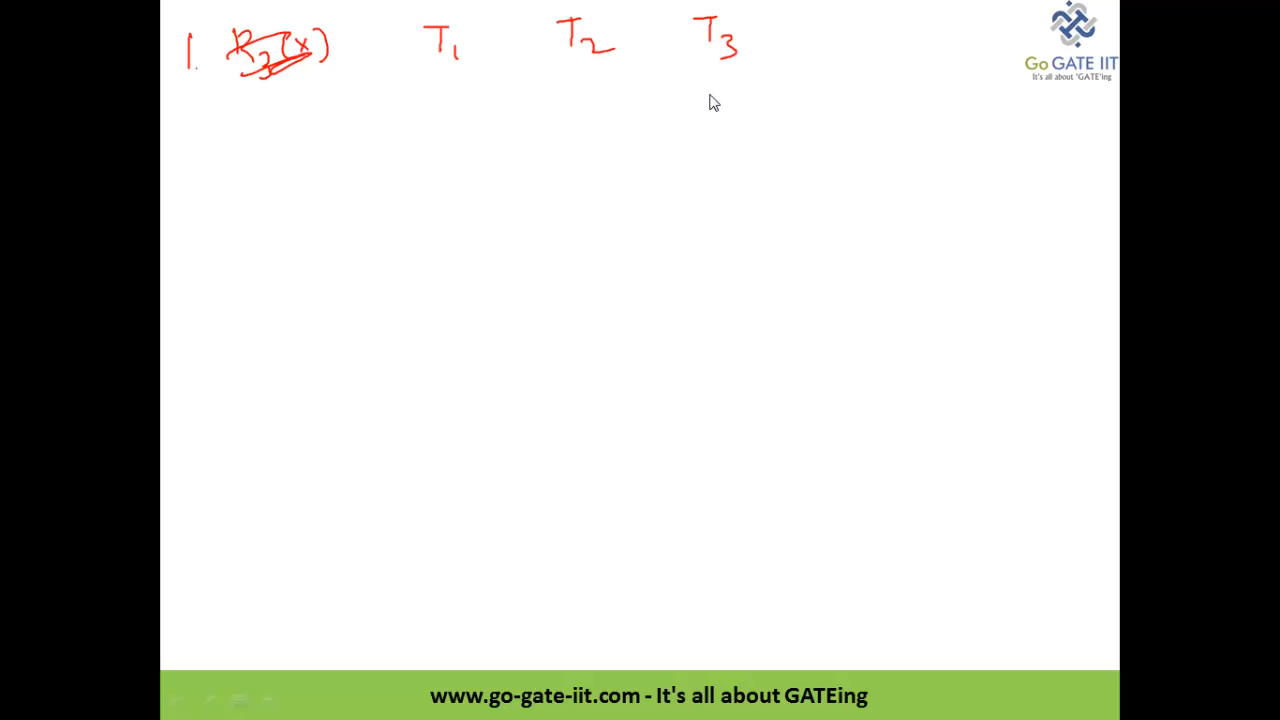 1. R3(x) T1 T2 T3
Go GATE IIT
It's all about 'GATE'ing
www.go-gate-iit.com - It's all about GATEing